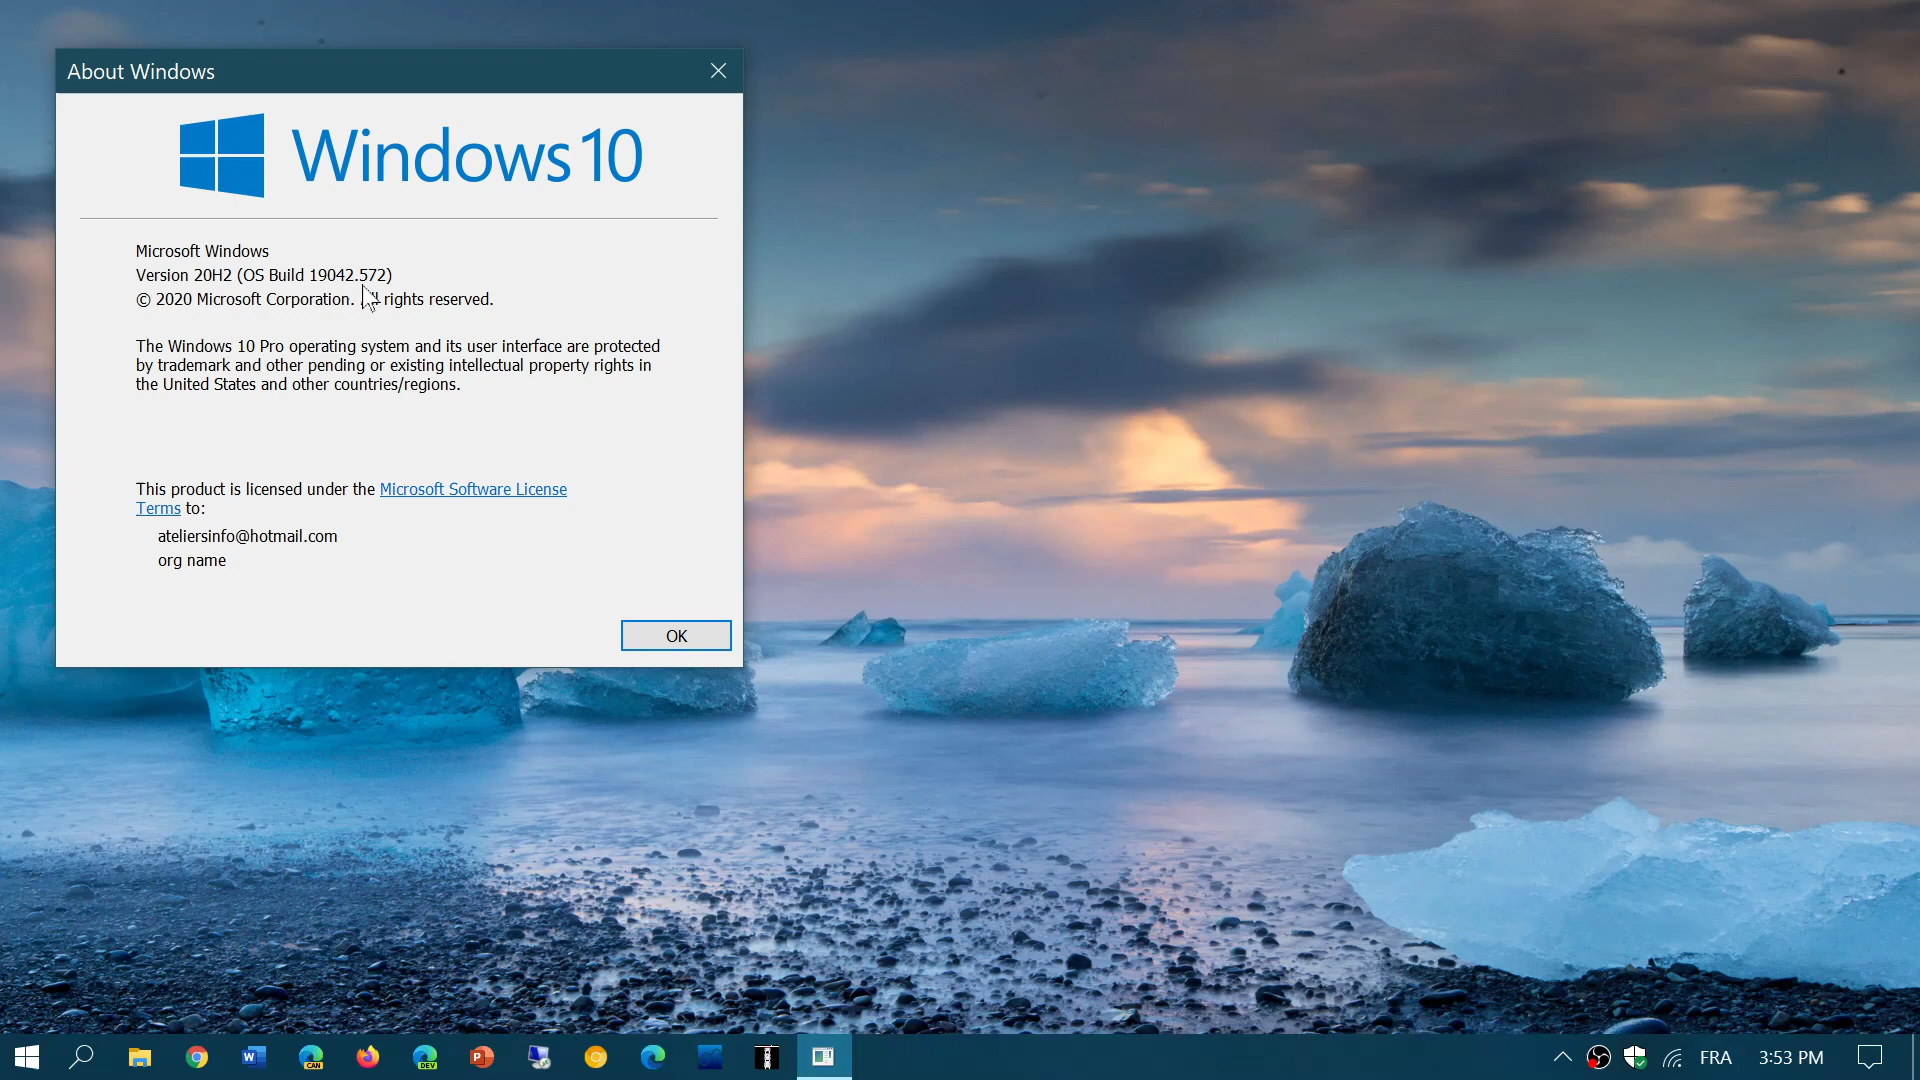 About Windows
Windows 10
Microsoft Windows
Version 20H2 (OS Build 19042.572)
© 2020 Microsoft Corporation. All rights reserved.
The Windows 10 Pro operating system and its user interface are protected
by trademark and other pending or existing intellectual property rights in
the United States and other countries/regions.
This product is licensed under the Microsoft Software License
Terms to:
ateliersinfo@hotmail.com
org name
OK
W CAN DEV P FRA 3:53 PM